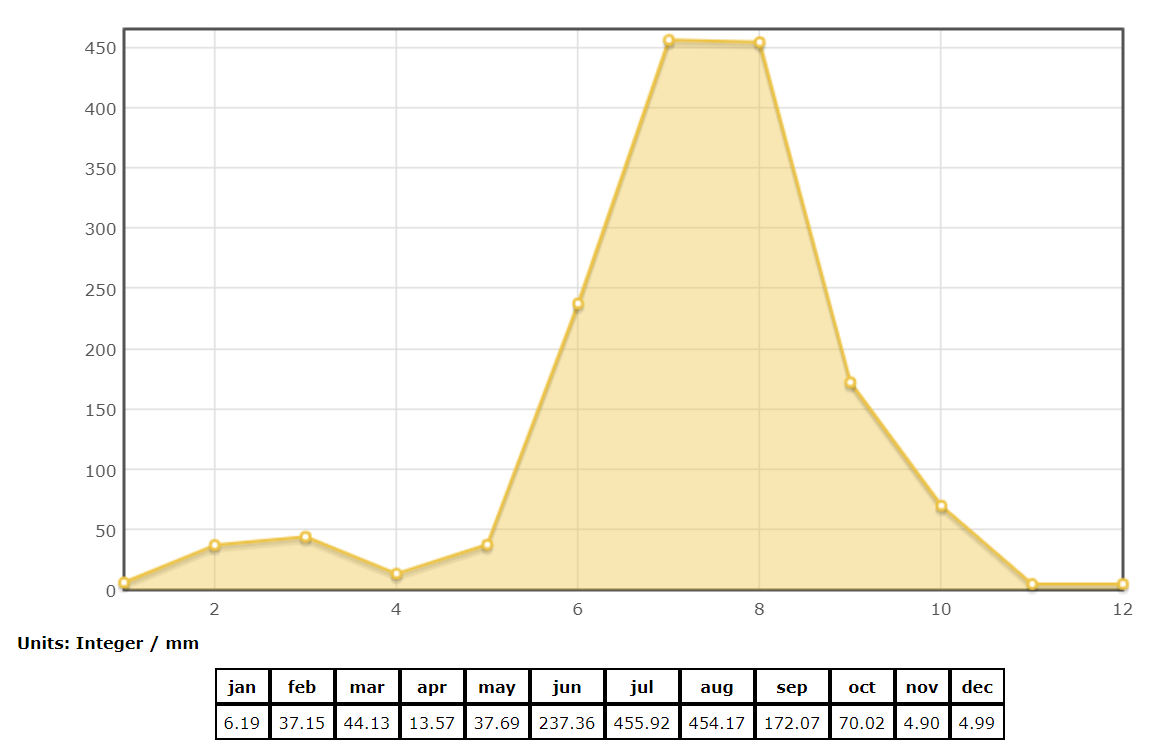 450
400
350
300
250
200
150
100
50
0
2 4 6 8 10 12
Units: Integer / mm
jan feb mar apr may jun jul aug sep oct nov dec
6.19 37.15 44.13 13.57 37.69 237.36 455.92 454.17 172.07 70.02 4.90 4.99